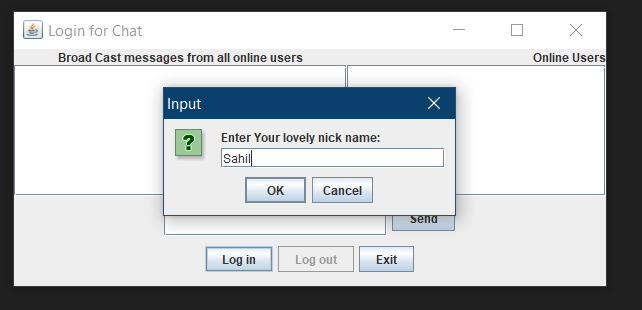 Login for Chat
Broad Cast messages from all online users
Online Users
Input
?
Enter Your lovely nick name:
Sahil
OK
Cancel
Send
Log in
Log out
Exit